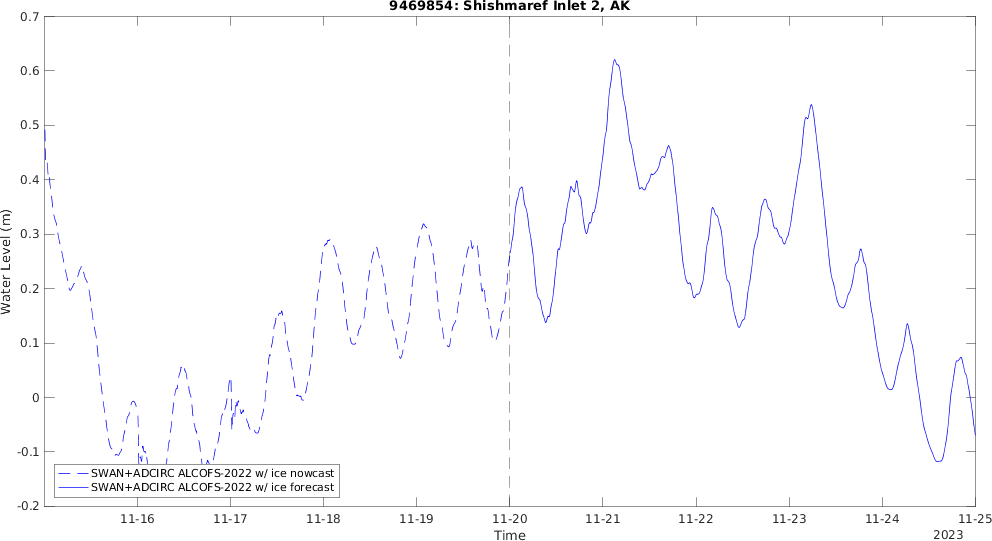 9469854: Shishmaref Inlet 2, AK
0.7
0.6
0.5
0.4
0.3
0.2
0.1
0
-0.1
-0.2
Water Level (m)
SWAN+ADCIRC ALCOFS-2022 w/ ice nowcast
SWAN+ADCIRC ALCOFS-2022 w/ ice forecast
11-16 11-17 11-18 11-19 11-20 11-21 11-22 11-23 11-24 11-25
Time
2023